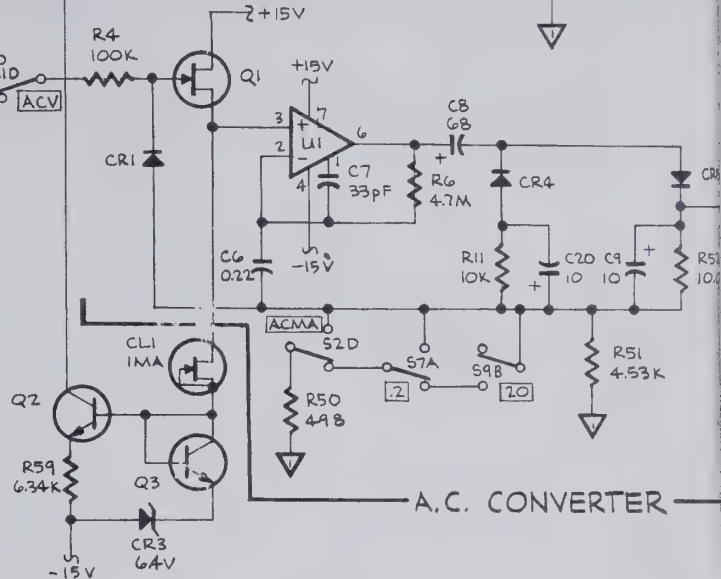 +15V
R4
100K
1D
ACV
Q1
CR1
+15V
3
7
+
U1
6
2
-
1
4
C7
33pF
-15V
C8
68
+
R6
4.7M
CR4
C6
0.22
R11
10K
C20
10
+
C9
10
+
ACMA
S2D
S7A
.2
S9B
20
R50
498
R51
4.53K
CL1
1MA
Q2
Q3
R59
6.34K
CR3
6.4V
-15V
A.C. CONVERTER